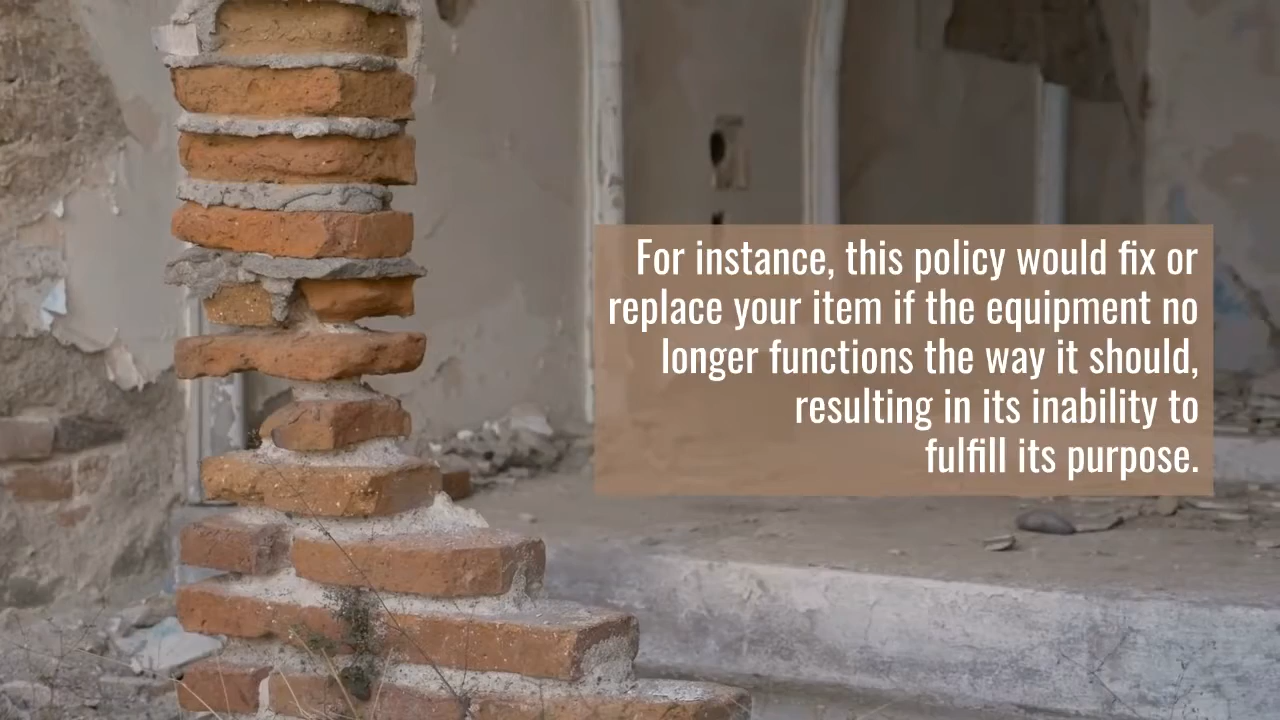 For instance, this policy would fix or
replace your item if the equipment no
longer functions the way it should,
resulting in its inability to
fulfill its purpose.